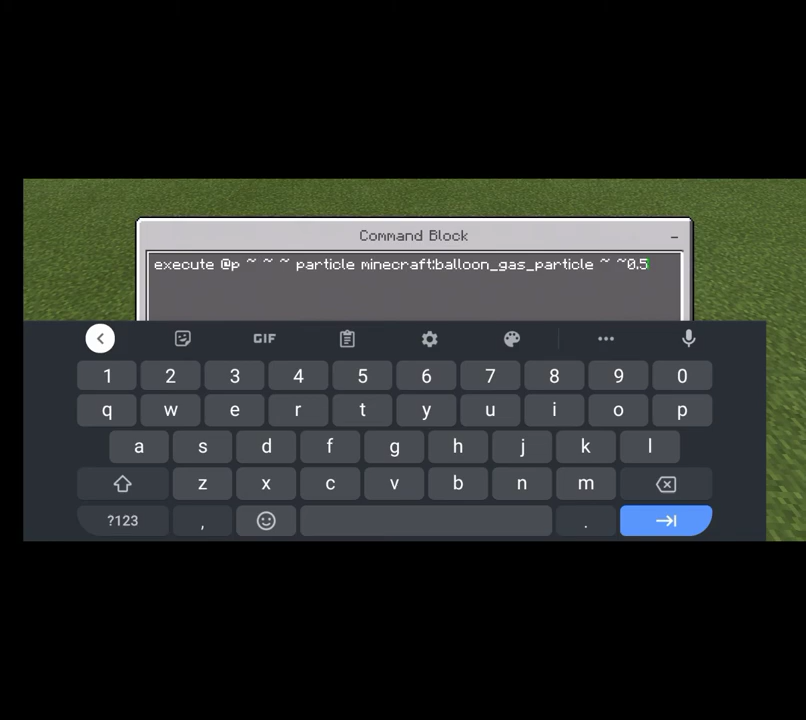 Command Block
execute @p ~ ~ ~ particle minecraft:balloon_gas_particle ~ ~0.5
GIF
1 2 3 4 5 6 7 8 9 0
q w e r t y u i o p
a s d f g h j k l
z x c v b n m
?123 , .